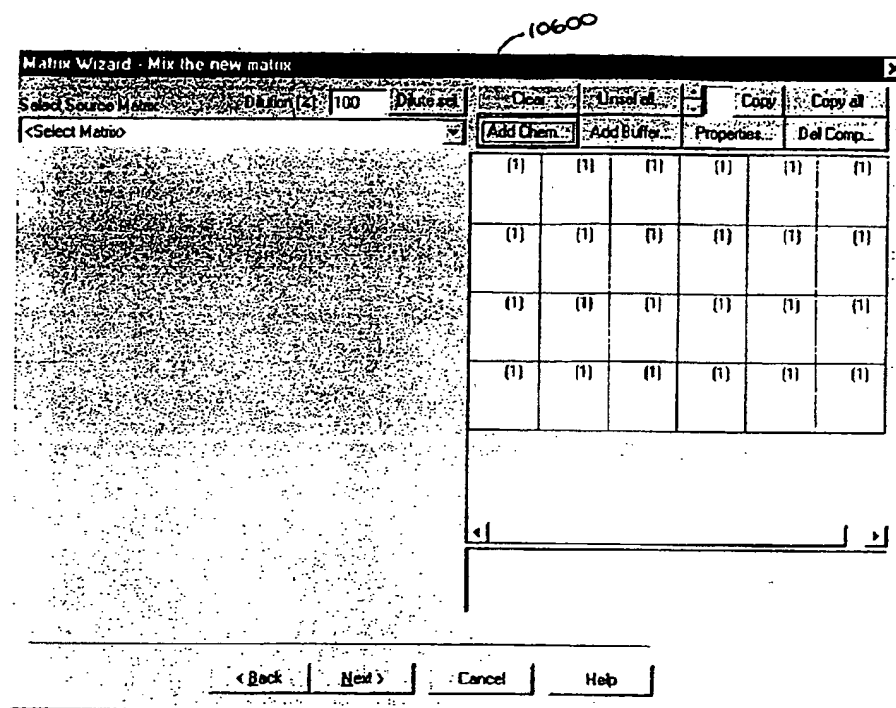 10600
Matrix Wizard - Mix the new matrix
Select Source Matrix Dilution [%] 100 Dilute sel. Clear Unsel all Copy Copy all
<Select Matrix> Add Chem... Add Buffer... Properties... Del Comp...
(1) (1) (1) (1) (1) (1)
(1) (1) (1) (1) (1) (1)
(1) (1) (1) (1) (1) (1)
(1) (1) (1) (1) (1) (1)
< Back Next > Cancel Help